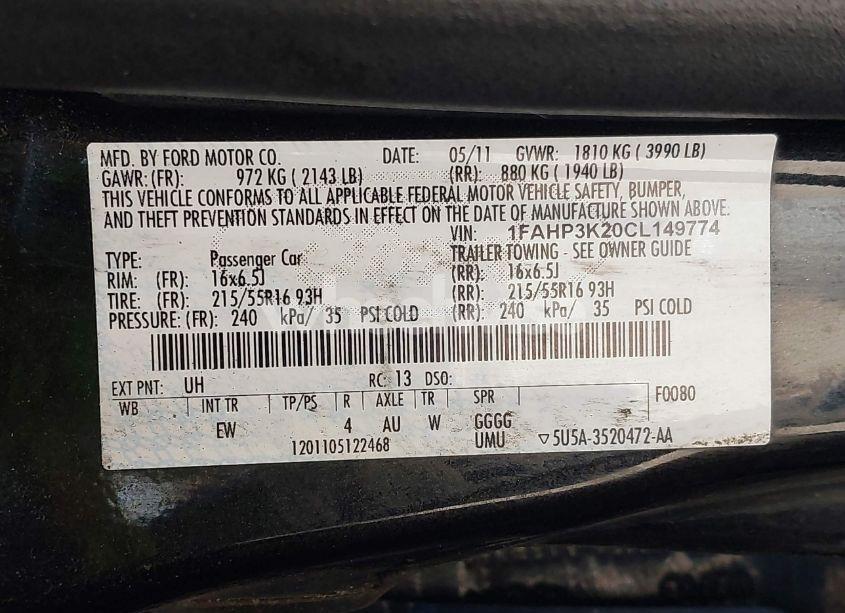 MFD. BY FORD MOTOR CO. DATE: 05/11 GVWR: 1810 KG ( 3990 LB)
GAWR: (FR): 972 KG ( 2143 LB) (RR): 880 KG ( 1940 LB)
THIS VEHICLE CONFORMS TO ALL APPLICABLE FEDERAL MOTOR VEHICLE SAFETY, BUMPER,
AND THEFT PREVENTION STANDARDS IN EFFECT ON THE DATE OF MANUFACTURE SHOWN ABOVE.
VIN: 1FAHP3K20CL149774
TYPE: Passenger Car TRAILER TOWING - SEE OWNER GUIDE
RIM: (FR): 16x6.5J (RR): 16x6.5J
TIRE: (FR): 215/55R16 93H (RR): 215/55R16 93H
PRESSURE: (FR): 240 kPa/ 35 PSI COLD (RR): 240 kPa/ 35 PSI COLD
EXT PNT: UH RC: 13 DSO: F0080
WB INT TR TP/PS R AXLE TR SPR
EW 4 AU W GGGG
1201105122468 UMU ▽5U5A-3520472-AA